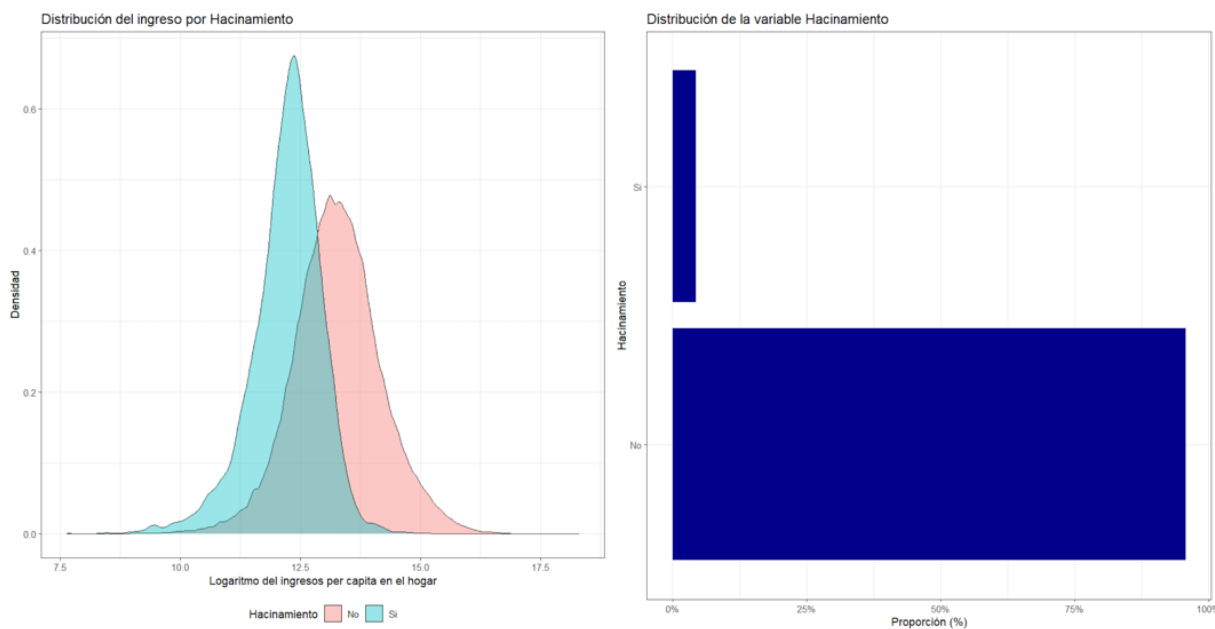 Distribución del ingreso por Hacinamiento
Densidad
0.6
0.4
0.2
0.0
7.5 10.0 12.5 15.0 17.5
Logaritmo del ingresos per capita en el hogar
Hacinamiento No Si
Distribución de la variable Hacinamiento
Hacinamiento
Si
No
0% 25% 50% 75% 100%
Proporción (%)